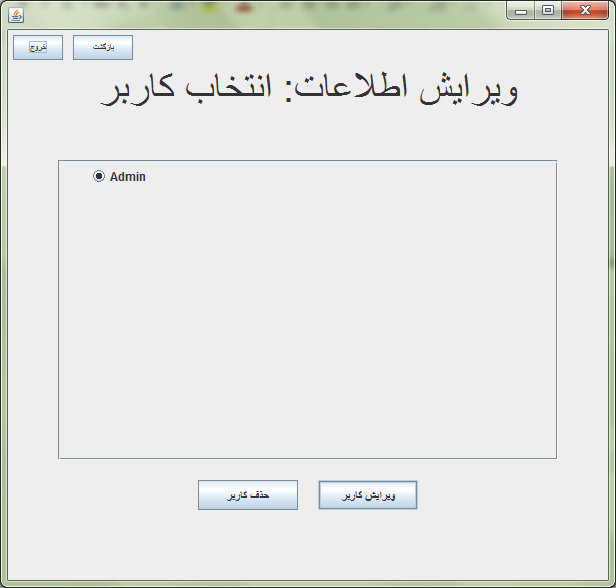 خروج
بازگشت
ویرایش اطلاعات: انتخاب کاربر
Admin
حذف کاربر
ویرایش کاربر